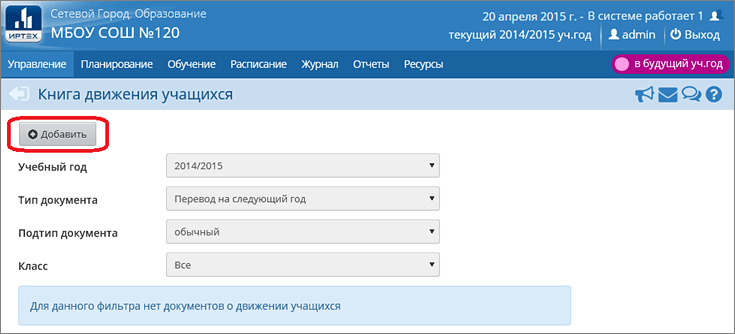 Сетевой Город. Образование
20 апреля 2015 г. - В системе работает 1
ИРТЕХ
МБОУ СОШ №120
текущий 2014/2015 уч.год
admin
Выход
Управление Планирование Обучение Расписание Журнал Отчеты Ресурсы
в будущий уч.год
Книга движения учащихся
Добавить
Учебный год 2014/2015
Тип документа Перевод на следующий год
Подтип документа обычный
Класс Все
Для данного фильтра нет документов о движении учащихся